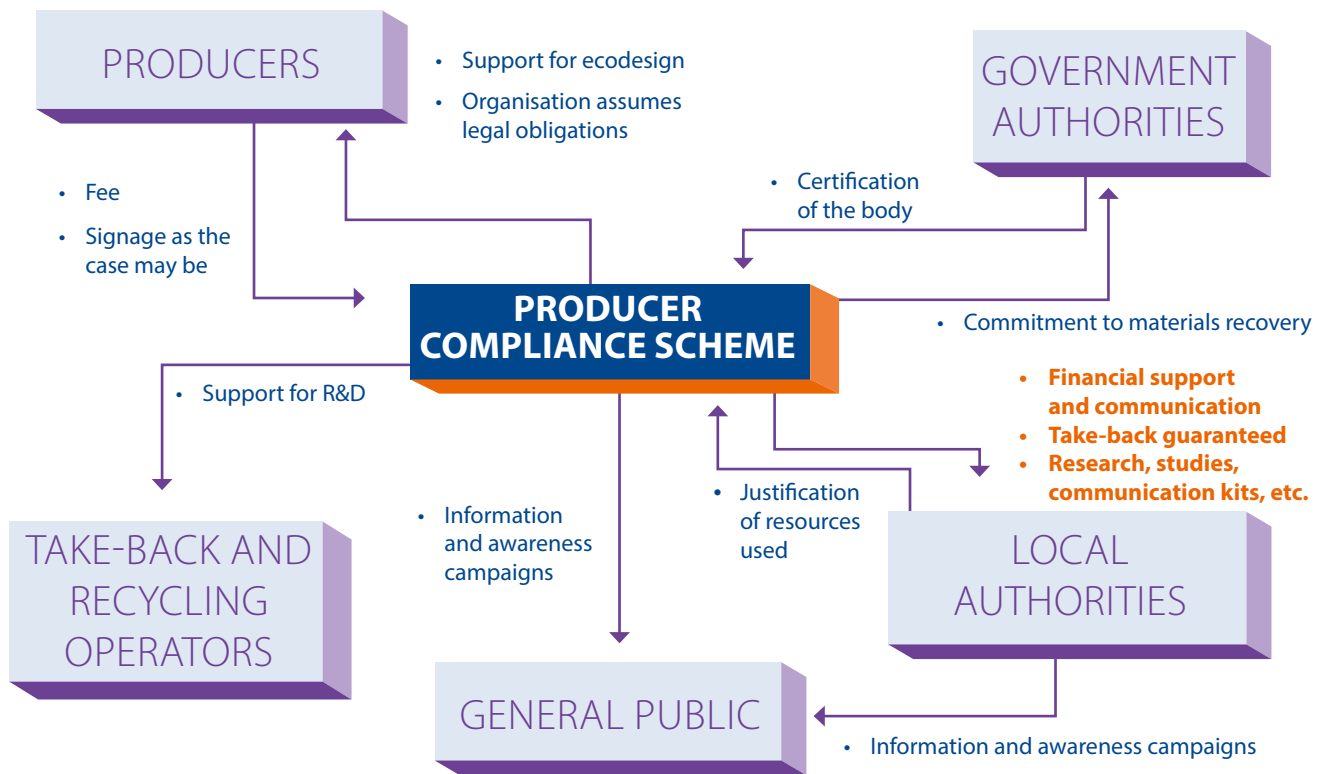 PRODUCERS
• Support for ecodesign
• Organisation assumes
legal obligations
GOVERNMENT
AUTHORITIES
• Fee
• Signage as the
case may be
• Certification
of the body
PRODUCER
COMPLIANCE SCHEME
• Commitment to materials recovery
• Support for R&D
• Financial support
and communication
• Take-back guaranteed
• Research, studies,
communication kits, etc.
• Information
and awareness
campaigns
• Justification
of resources
used
TAKE-BACK AND
RECYCLING
OPERATORS
LOCAL
AUTHORITIES
GENERAL PUBLIC
• Information and awareness campaigns